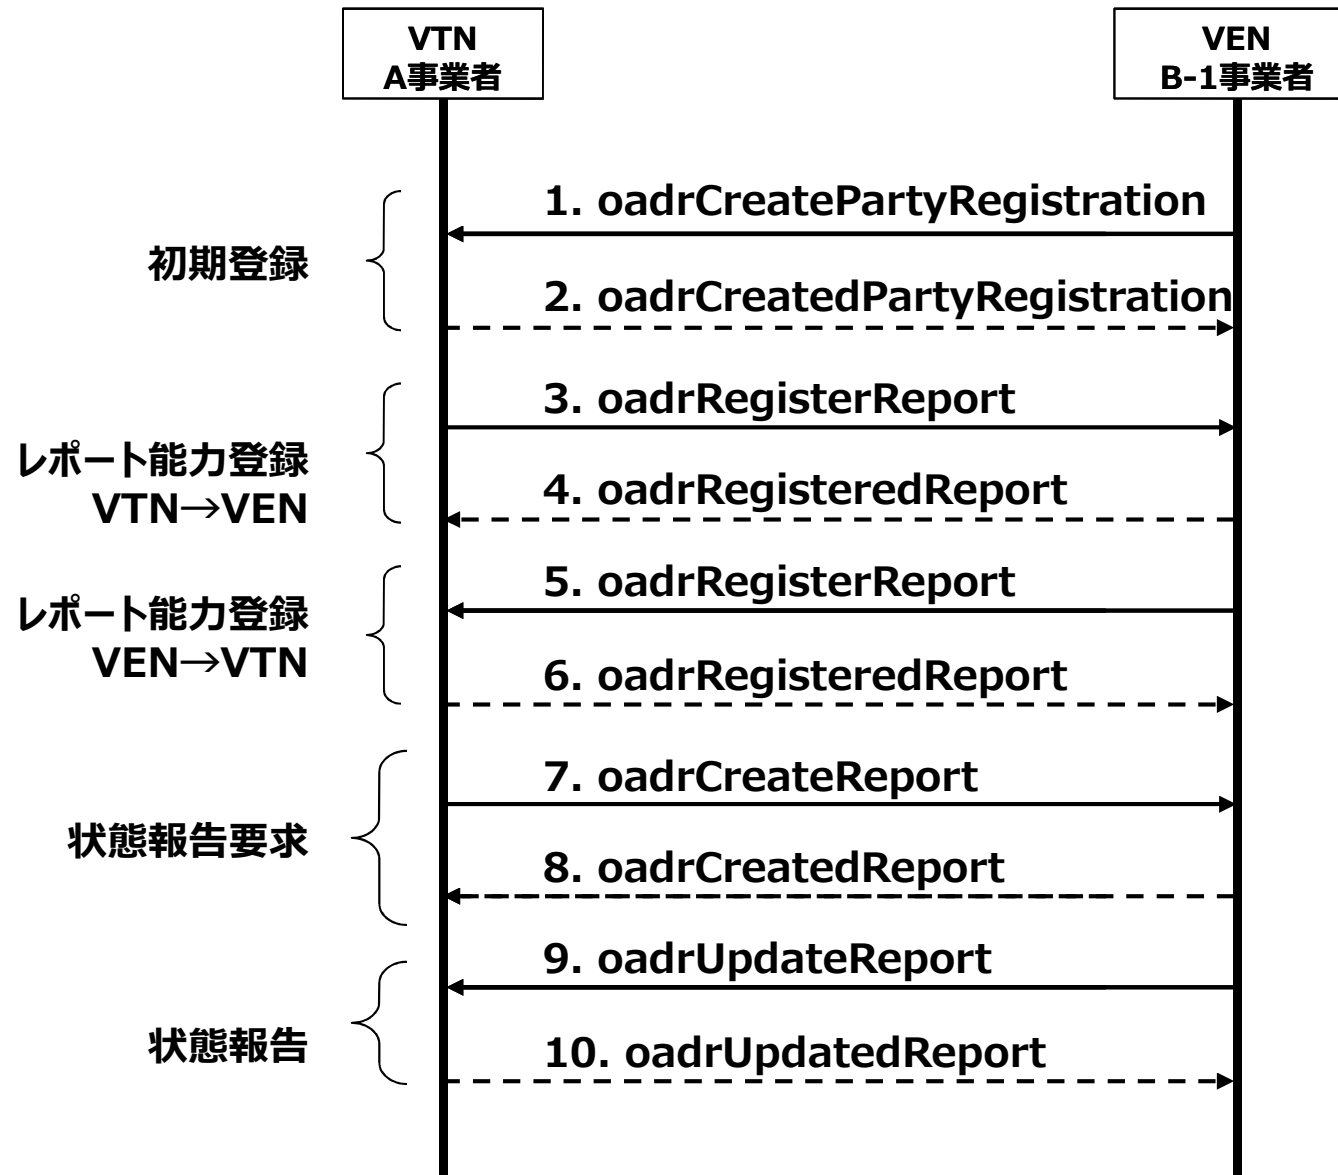 VTN
A事業者
VEN
B-1事業者
初期登録
1. oadrCreatePartyRegistration
2. oadrCreatedPartyRegistration
レポート能力登録
VTN→VEN
3. oadrRegisterReport
4. oadrRegisteredReport
レポート能力登録
VEN→VTN
5. oadrRegisterReport
6. oadrRegisteredReport
状態報告要求
7. oadrCreateReport
8. oadrCreatedReport
状態報告
9. oadrUpdateReport
10. oadrUpdatedReport